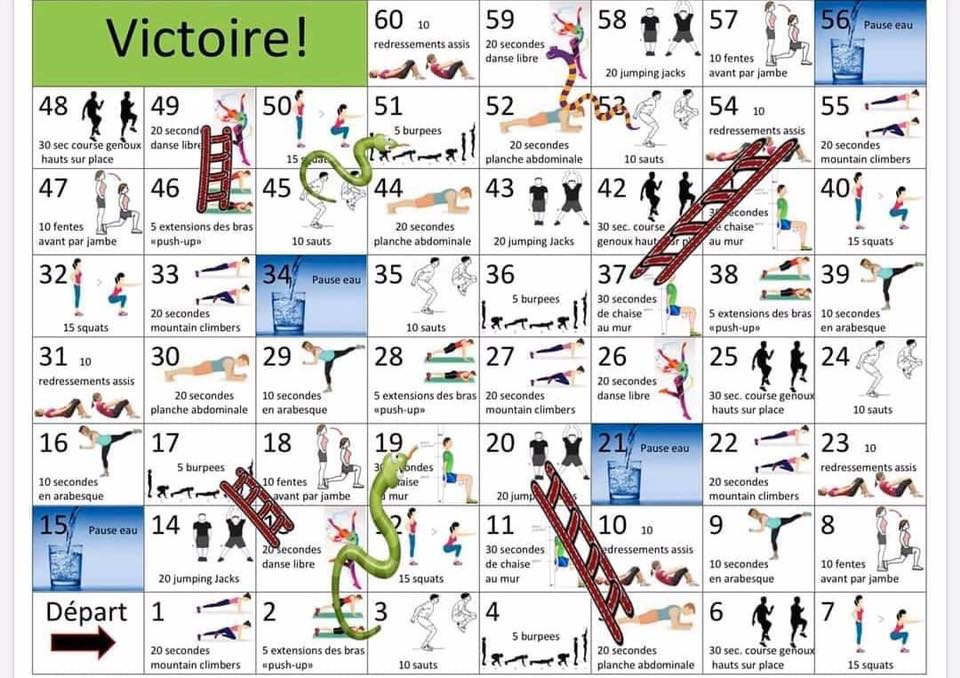 Victoire!
60 10
redressements assis
59
20 secondes
danse libre
58
20 jumping jacks
57
10 fentes
avant par jambe
56 Pause eau
48
30 sec course genoux
hauts sur place
49
20 secondes
danse libre
50
15 squats
51
5 burpees
52
20 secondes
planche abdominale
53
10 sauts
54 10
redressements assis
55
20 secondes
mountain climbers
47
10 fentes
avant par jambe
46
5 extensions des bras
«push-up»
45
10 sauts
44
20 secondes
planche abdominale
43
20 jumping Jacks
42
30 sec. course
genoux haut
secondes
chaise
au mur
40
15 squats
32
15 squats
33
20 secondes
mountain climbers
34 Pause eau
35
10 sauts
36
5 burpees
37
30 secondes
de chaise
au mur
38
5 extensions des bras
«push-up»
39
10 secondes
en arabesque
31 10
redressements assis
30
20 secondes
planche abdominale
29
10 secondes
en arabesque
28
5 extensions des bras
«push-up»
27
20 secondes
mountain climbers
26
20 secondes
danse libre
25
30 sec. course genoux
hauts sur place
24
10 sauts
16
10 secondes
en arabesque
17
5 burpees
18
10 fentes
avant par jambe
19
mur
20
20 jump
21 Pause eau
22
20 secondes
mountain climbers
23 10
redressements assis
15 Pause eau
14
20 jumping Jacks
20 secondes
danse libre
15 squats
11
30 secondes
de chaise
au mur
10 10
redressements assis
9
10 secondes
en arabesque
8
10 fentes
avant par jambe
Départ
1
20 secondes
mountain climbers
2
5 extensions des bras
«push-up»
3
10 sauts
4
5 burpees
20 secondes
planche abdominale
6
30 sec. course genoux
hauts sur place
7
15 squats